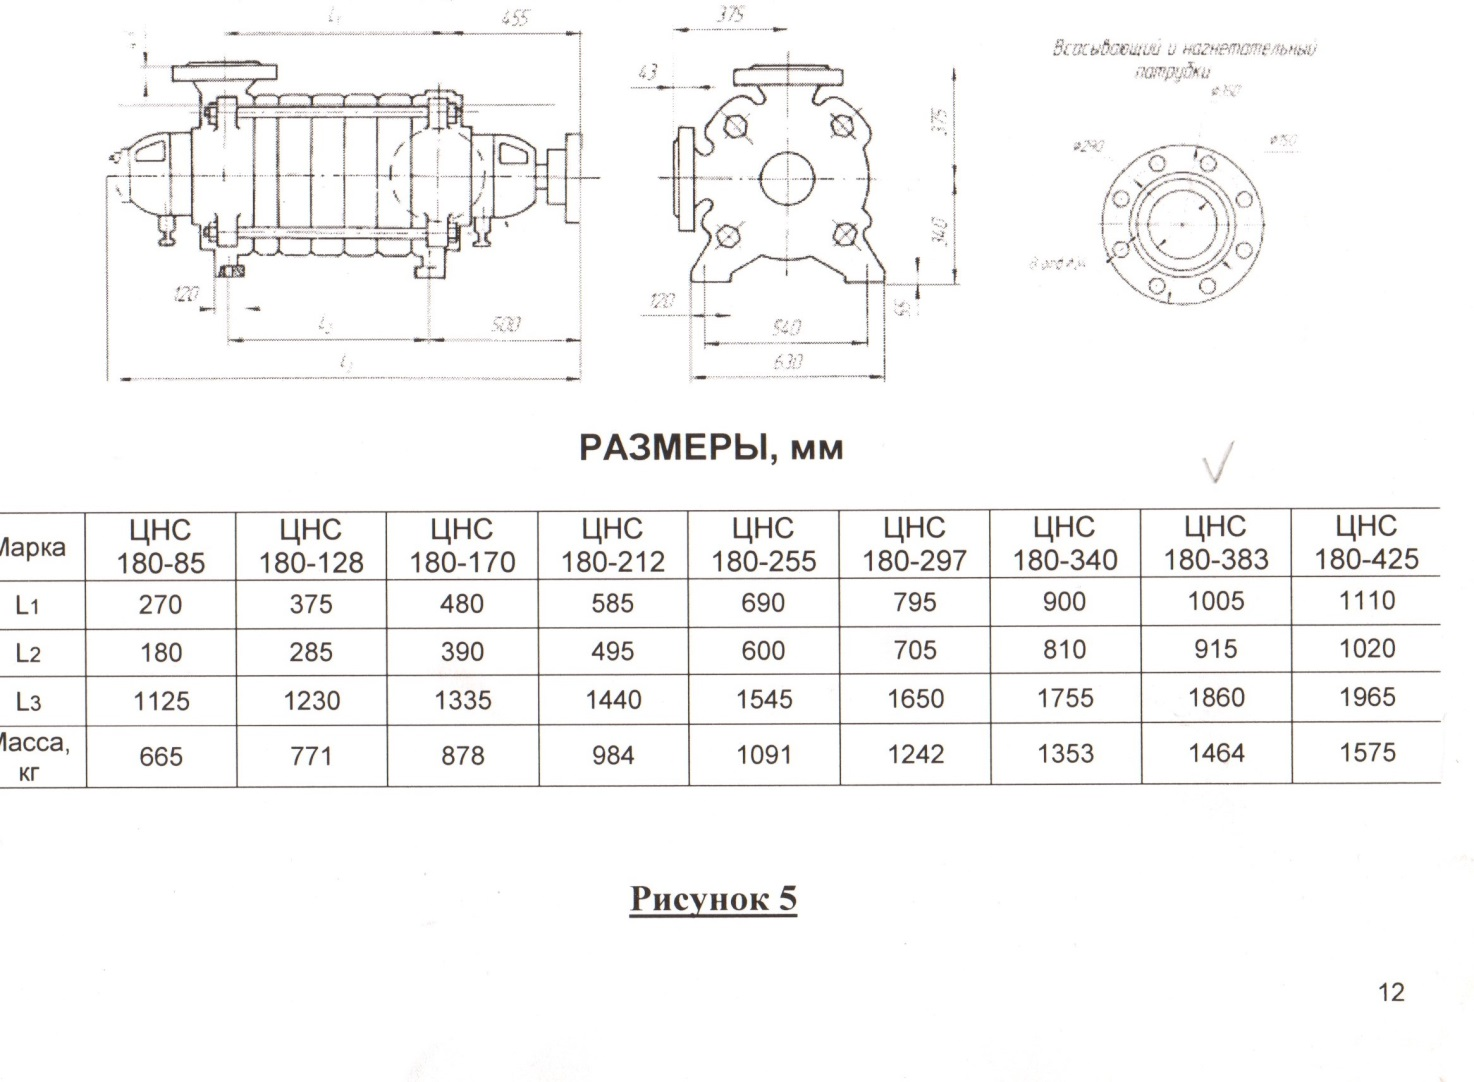 L₁
455
375
43
375
340
120
L₂
500
L₃
120
540
630
Всасывающий и нагнетательный
патрубки
ø290
РАЗМЕРЫ, мм
Марка ЦНС 180-85 ЦНС 180-128 ЦНС 180-170 ЦНС 180-212 ЦНС 180-255 ЦНС 180-297 ЦНС 180-340 ЦНС 180-383 ЦНС 180-425
L1 270 375 480 585 690 795 900 1005 1110
L2 180 285 390 495 600 705 810 915 1020
L3 1125 1230 1335 1440 1545 1650 1755 1860 1965
Масса, кг 665 771 878 984 1091 1242 1353 1464 1575
Рисунок 5
12